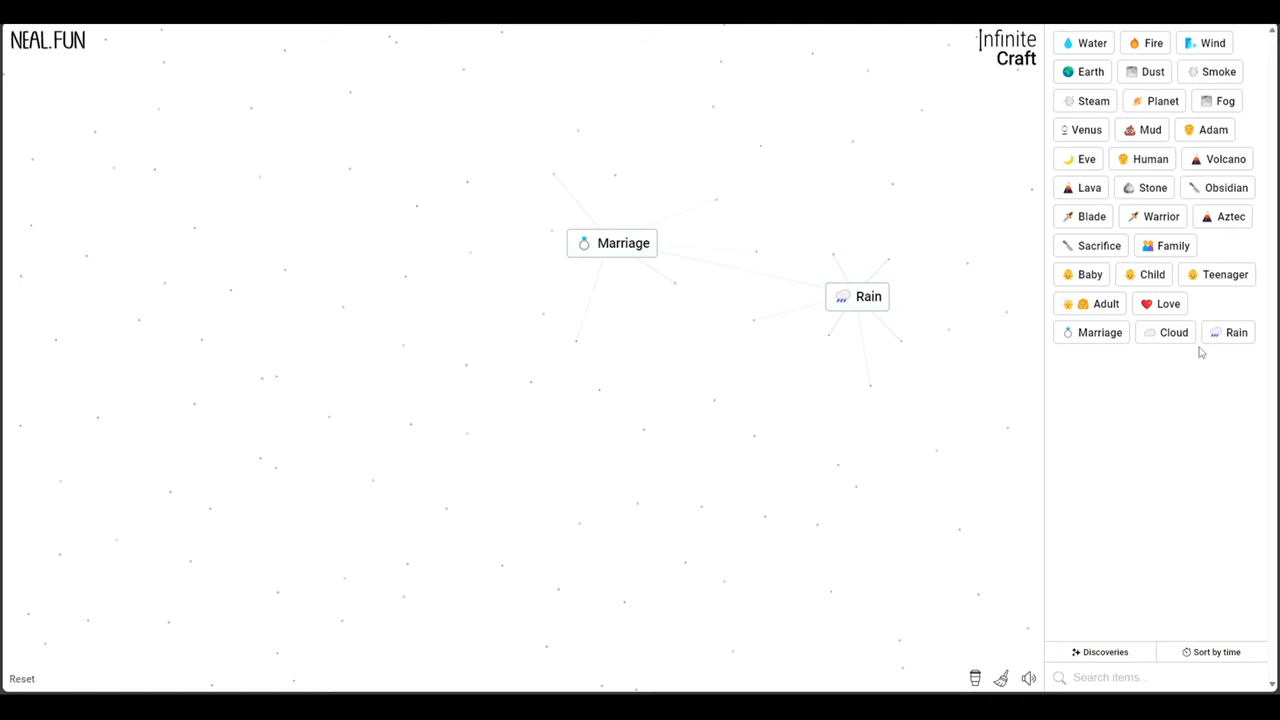 NEAL.FUN
Infinite
Craft
Marriage
Rain
Water Fire Wind
Earth Dust Smoke
Steam Planet Fog
Venus Mud Adam
Eve Human Volcano
Lava Stone Obsidian
Blade Warrior Aztec
Sacrifice Family
Baby Child Teenager
Adult Love
Marriage Cloud Rain
Discoveries Sort by time
Search items...
Reset